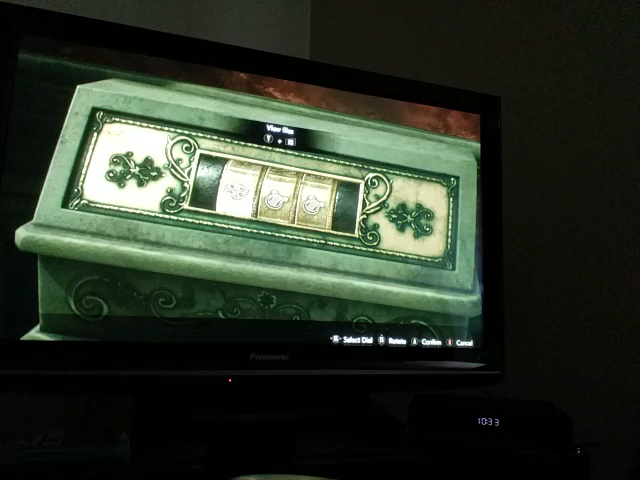 View files
Y +
Select Dial Rotate A Confirm B Cancel
Panasonic
10:33